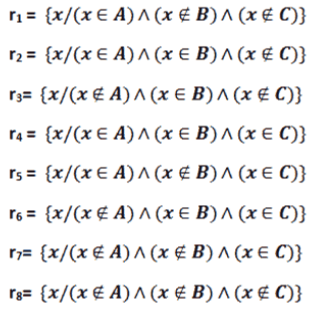 r₁ = {x/(x ∈ A) ∧ (x ∉ B) ∧ (x ∉ C)}
r₂ = {x/(x ∈ A) ∧ (x ∈ B) ∧ (x ∉ C)}
r₃= {x/(x ∉ A) ∧ (x ∈ B) ∧ (x ∉ C)}
r₄ = {x/(x ∈ A) ∧ (x ∈ B) ∧ (x ∈ C)}
r₅ = {x/(x ∈ A) ∧ (x ∉ B) ∧ (x ∈ C)}
r₆ = {x/(x ∉ A) ∧ (x ∈ B) ∧ (x ∈ C)}
r₇= {x/(x ∉ A) ∧ (x ∉ B) ∧ (x ∈ C)}
r₈= {x/(x ∉ A) ∧ (x ∉ B) ∧ (x ∉ C)}